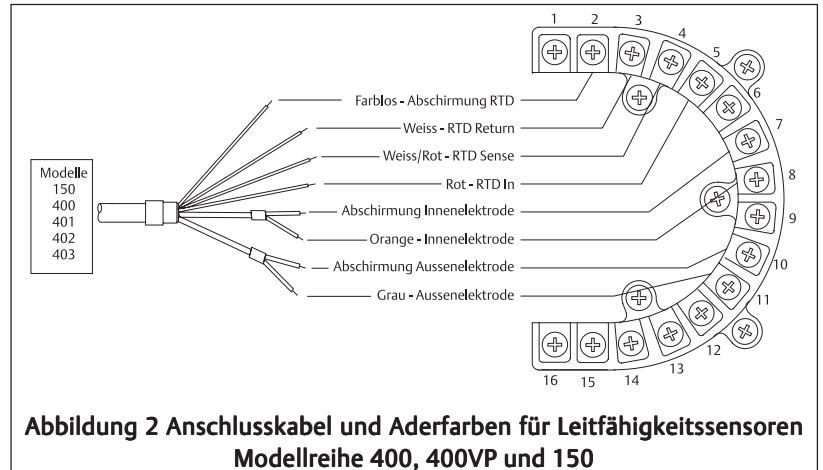 1 2 3 4 5 6 7 8 9 10 11 12 13 14 15 16
Farblos - Abschirmung RTD
Weiss - RTD Return
Weiss/Rot - RTD Sense
Rot - RTD In
Abschirmung Innenelektrode
Orange - Innenelektrode
Abschirmung Aussenelektrode
Grau - Aussenelektrode
Modelle
150
400
401
402
403
Abbildung 2 Anschlusskabel und Aderfarben für Leitfähigkeitssensoren
Modellreihe 400, 400VP und 150